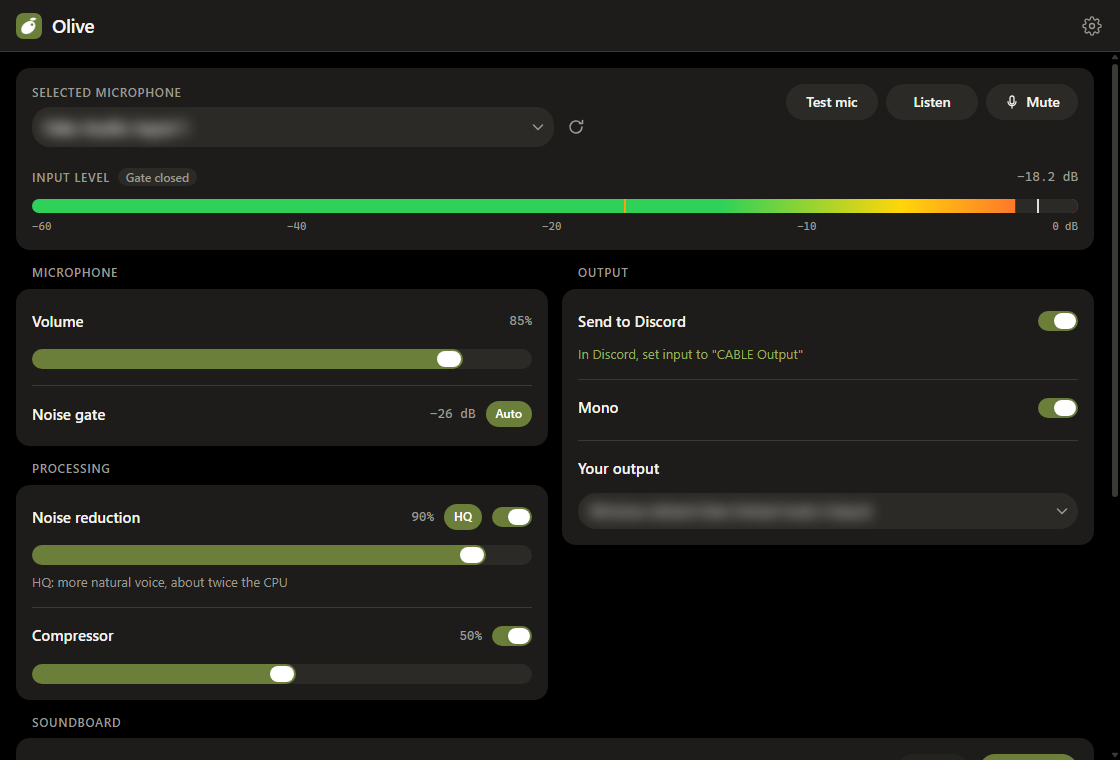 Olive
SELECTED MICROPHONE
Test mic
Listen
Mute
INPUT LEVEL Gate closed −18.2 dB
−60 −40 −20 −10 0 dB
MICROPHONE
Volume 85%
Noise gate −26 dB Auto
PROCESSING
Noise reduction 90% HQ
HQ: more natural voice, about twice the CPU
Compressor 50%
OUTPUT
Send to Discord
In Discord, set input to "CABLE Output"
Mono
Your output
SOUNDBOARD